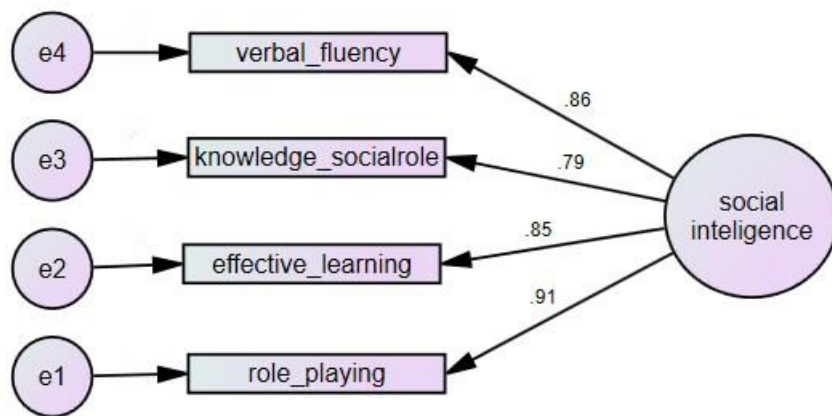 e4
verbal_fluency
.86
e3
knowledge_socialrole
.79
social
inteligence
e2
effective_learning
.85
.91
e1
role_playing